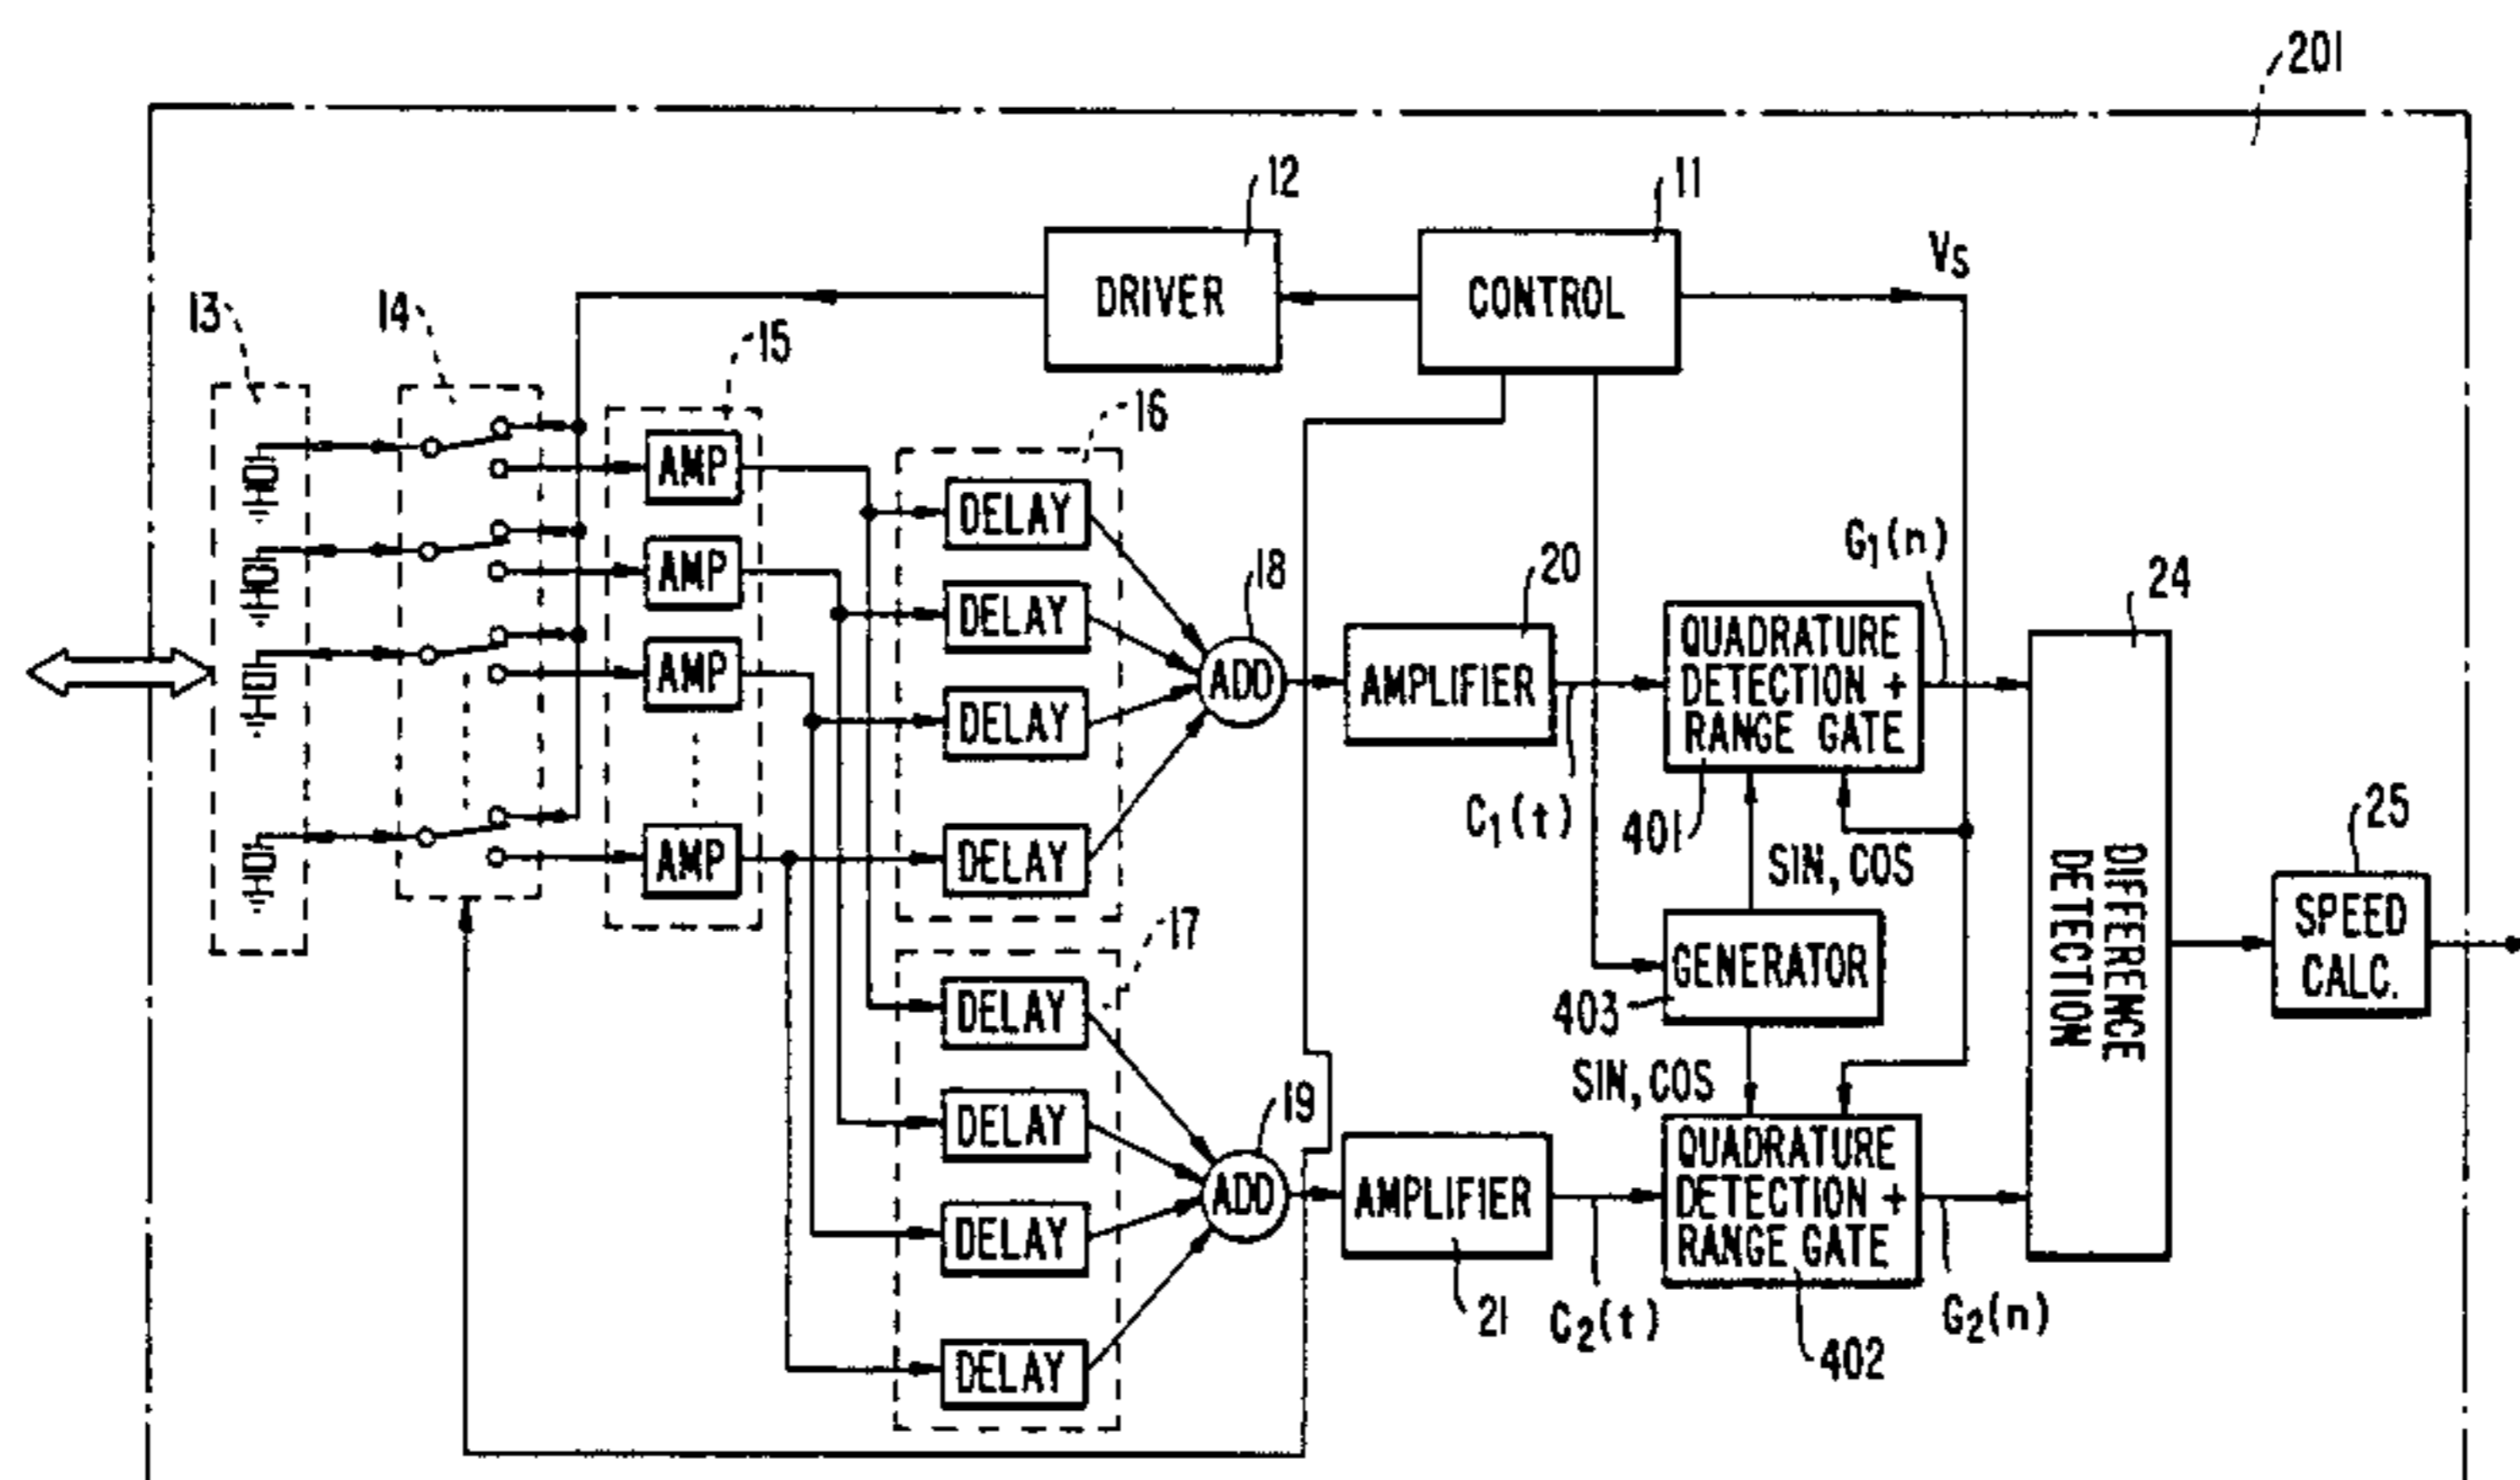 201
12
11
V_S
DRIVER
CONTROL
13
14
15
16
AMP
AMP
AMP
AMP
DELAY
DELAY
DELAY
DELAY
18
ADD
20
AMPLIFIER
C₁(t)
QUADRATURE
DETECTION +
RANGE GATE
401
G₁(n)
24
SIN, COS
GENERATOR
403
SIN, COS
DIFFERENCE
DETECTION
25
SPEED
CALC.
17
DELAY
DELAY
DELAY
DELAY
19
ADD
AMPLIFIER
21
C₂(t)
QUADRATURE
DETECTION +
RANGE GATE
402
G₂(n)